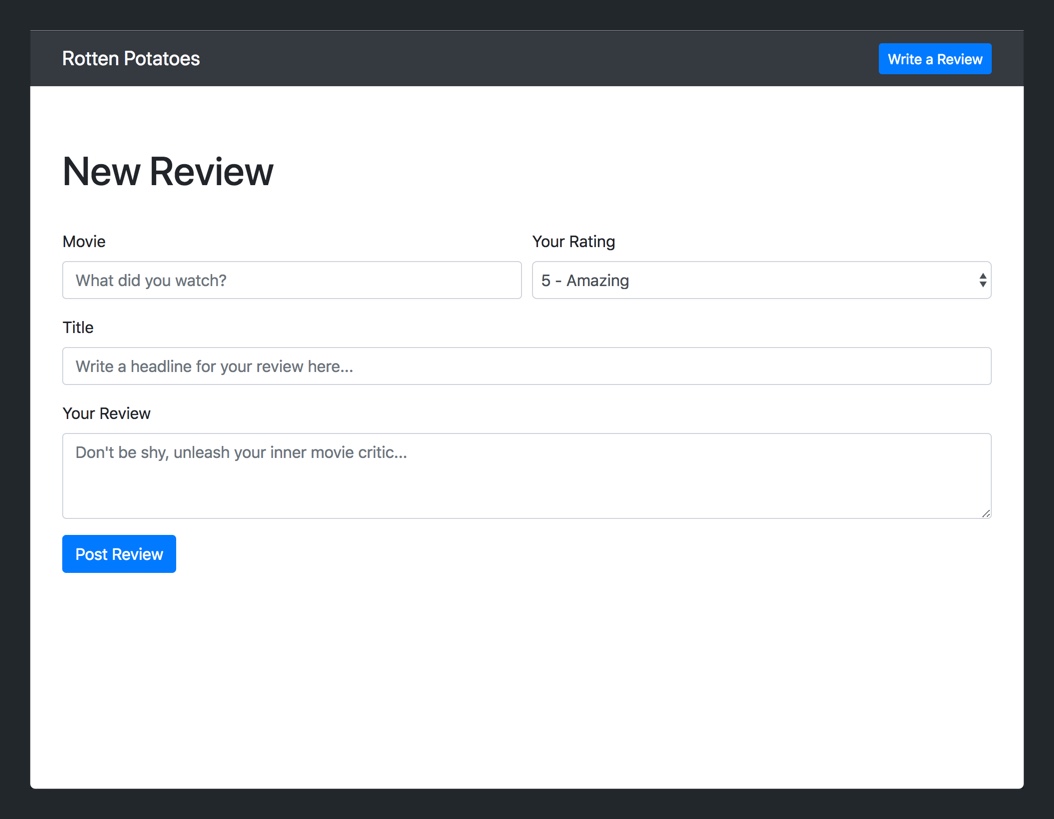 Rotten Potatoes
Write a Review
New Review
Movie
Your Rating
What did you watch?
5 - Amazing
Title
Write a headline for your review here...
Your Review
Don't be shy, unleash your inner movie critic...
Post Review